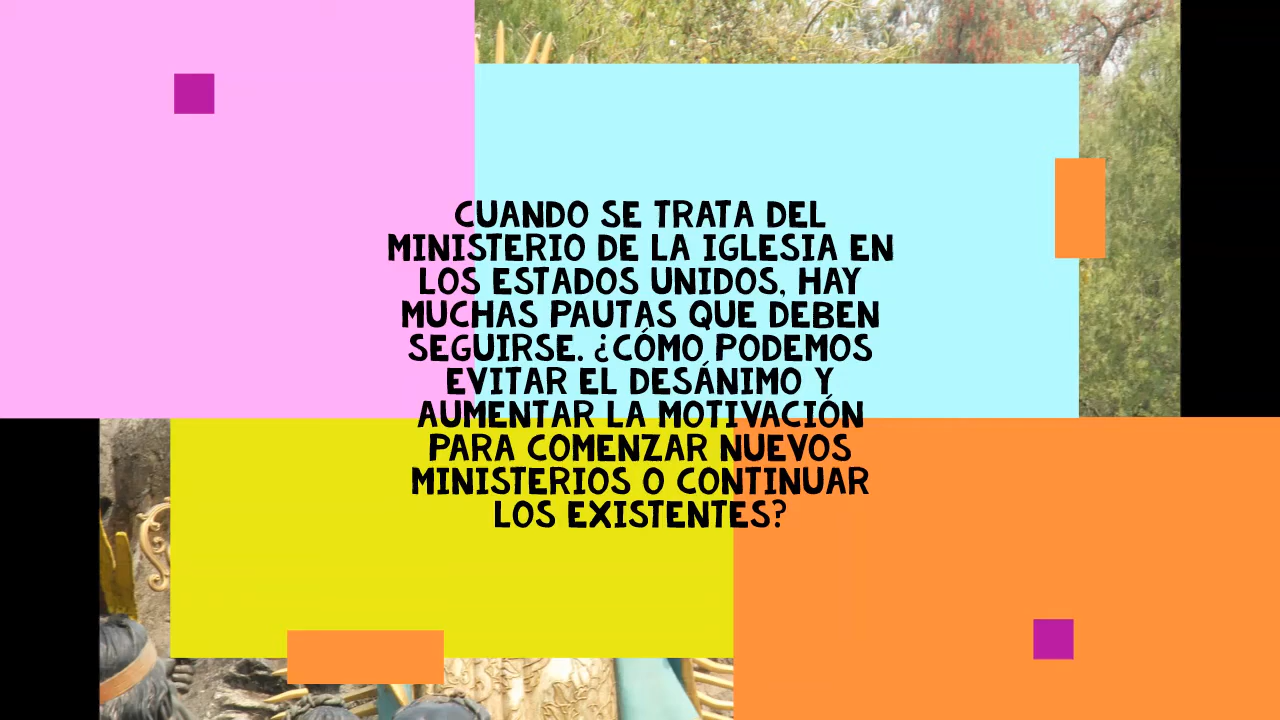 CUANDO SE TRATA DEL
MINISTERIO DE LA IGLESIA EN
LOS ESTADOS UNIDOS, HAY
MUCHAS PAUTAS QUE DEBEN
SEGUIRSE. ¿CÓMO PODEMOS
EVITAR EL DESÁNIMO Y
AUMENTAR LA MOTIVACIÓN
PARA COMENZAR NUEVOS
MINISTERIOS O CONTINUAR
LOS EXISTENTES?